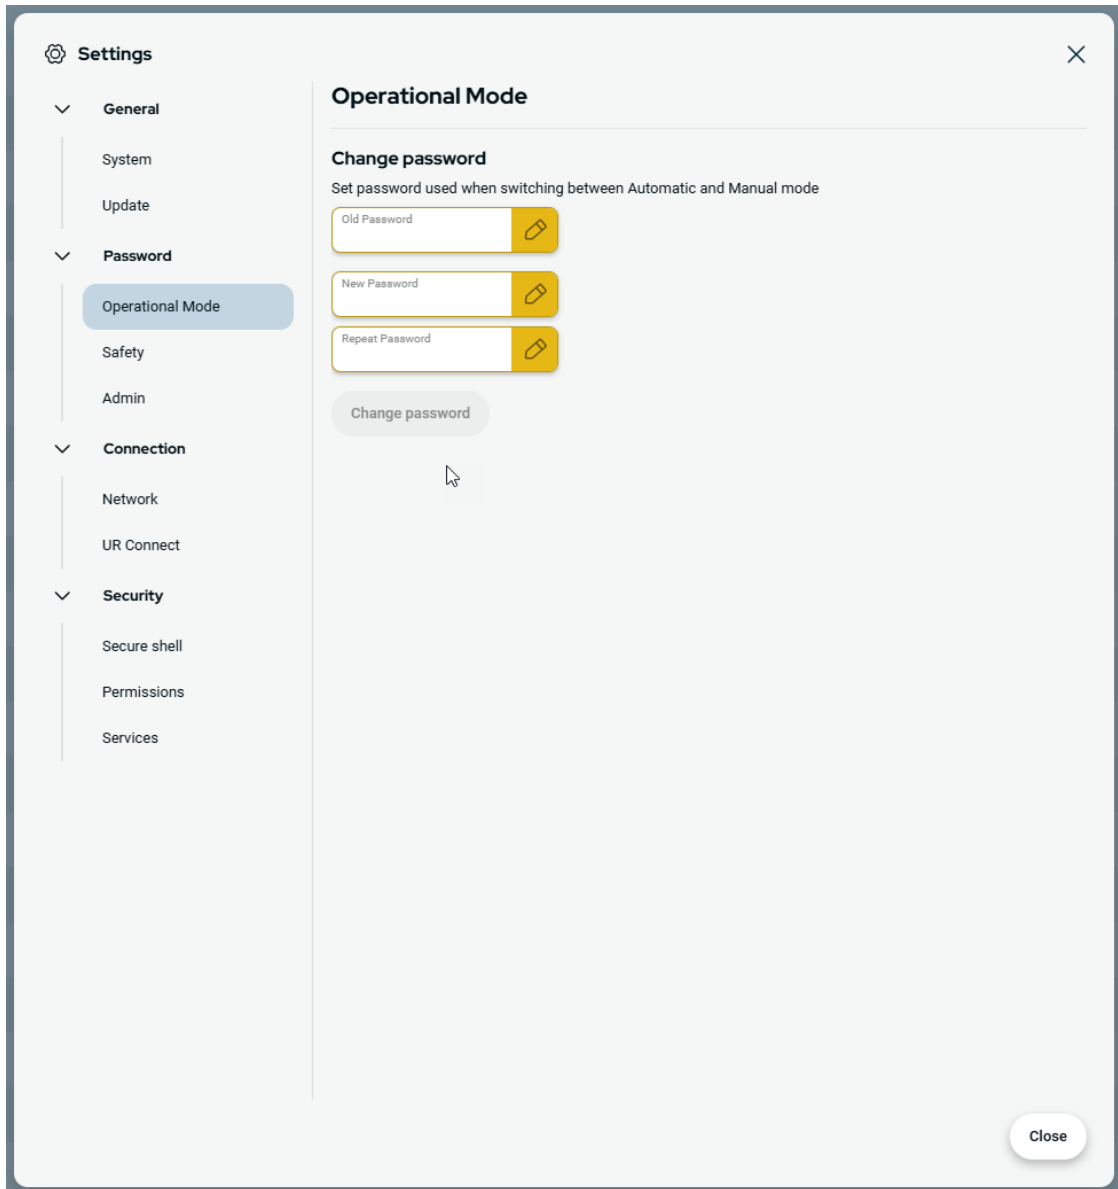 Settings
General
System
Update
Password
Operational Mode
Safety
Admin
Connection
Network
UR Connect
Security
Secure shell
Permissions
Services
Operational Mode
Change password
Set password used when switching between Automatic and Manual mode
Old Password
New Password
Repeat Password
Change password
Close